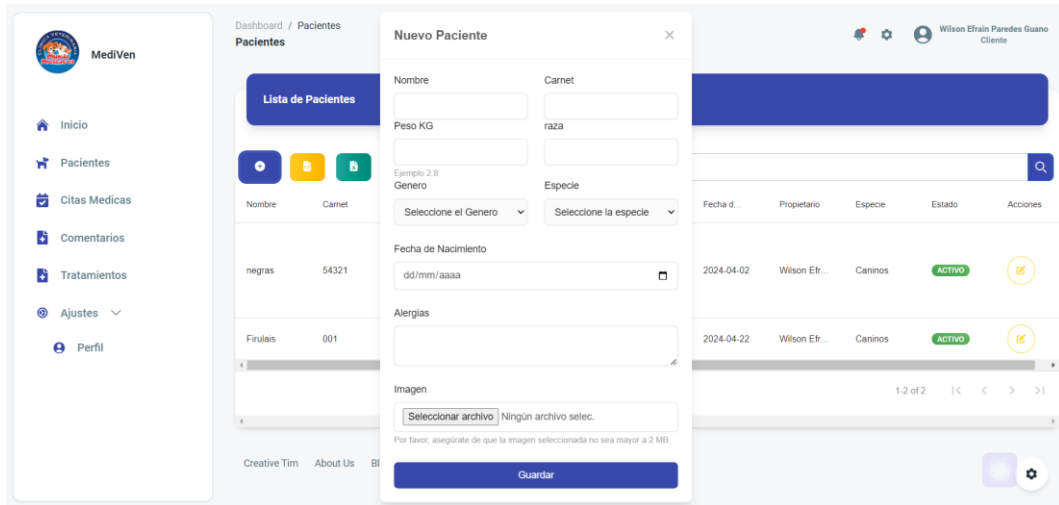 MediVen
Inicio
Pacientes
Citas Medicas
Comentarios
Tratamientos
Ajustes
Perfil
Dashboard / Pacientes
Pacientes
Wilson Efrain Paredes Guano
Cliente
Lista de Pacientes
Nombre Carnet Fecha d... Propietario Especie Estado Acciones
negras 54321 2024-04-02 Wilson Efr... Caninos ACTIVO
Firulais 001 2024-04-22 Wilson Efr... Caninos ACTIVO
1-2 of 2
Creative Tim About Us Bl
Nuevo Paciente
Nombre Carnet
Peso KG raza
Ejemplo 2.8
Genero Especie
Seleccione el Genero Seleccione la especie
Fecha de Nacimiento
dd/mm/aaaa
Alergias
Imagen
Seleccionar archivo Ningún archivo selec.
Por favor, asegúrate de que la imagen seleccionada no sea mayor a 2 MB
Guardar